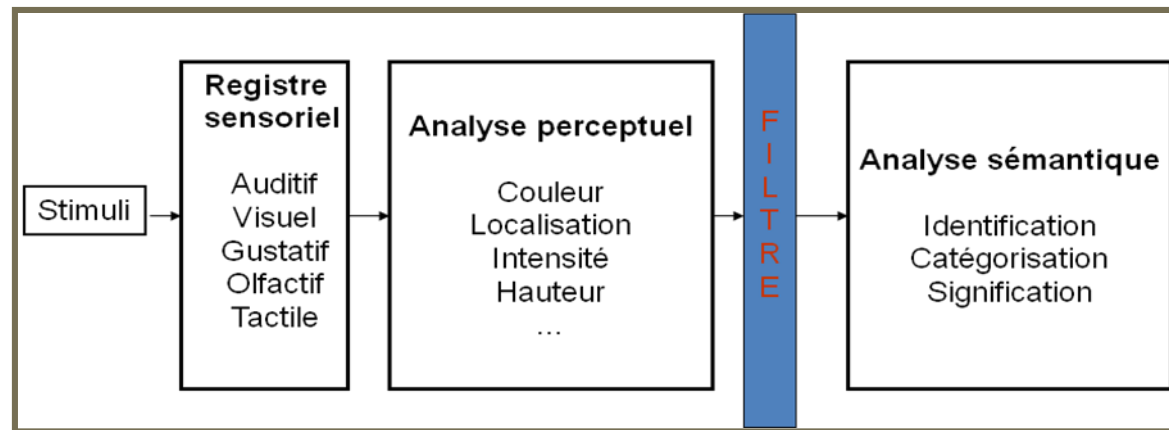 Stimuli
Registre
sensoriel
Auditif
Visuel
Gustatif
Olfactif
Tactile
Analyse perceptuel
Couleur
Localisation
Intensité
Hauteur
...
F
I
L
T
R
E
Analyse sémantique
Identification
Catégorisation
Signification